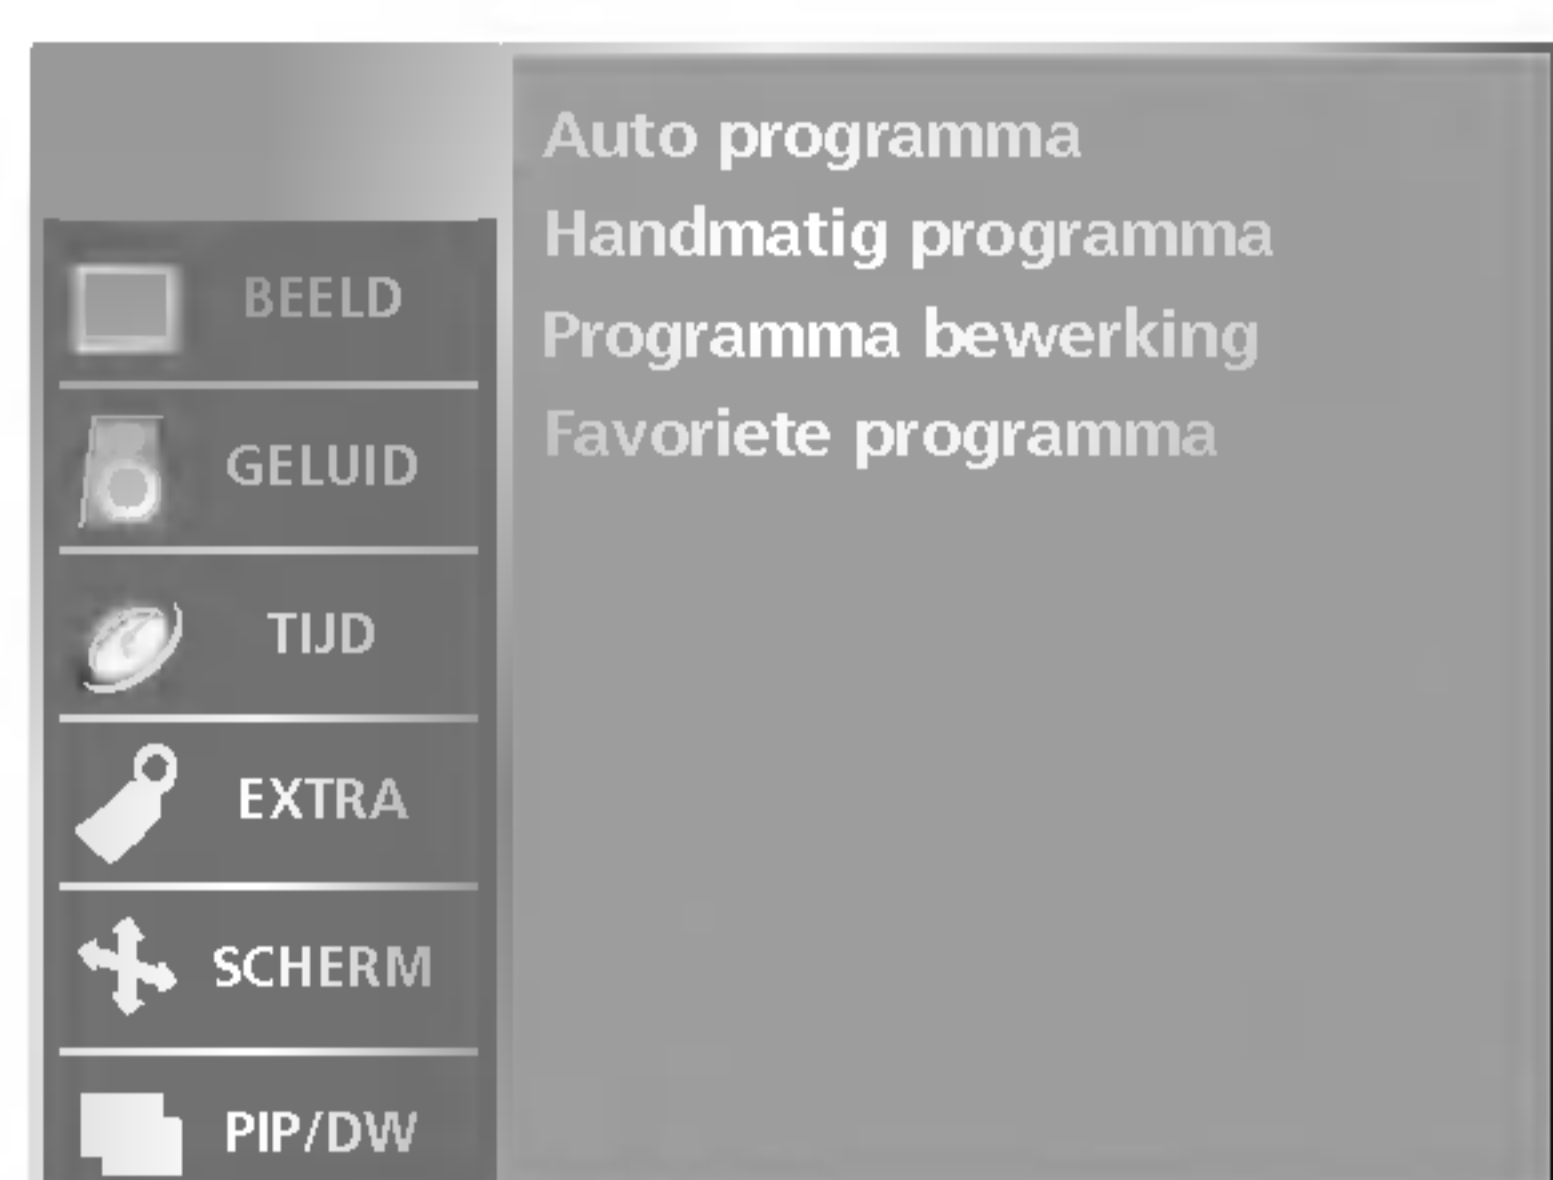 Auto programma
Handmatig programma
Programma bewerking
Favoriete programma
BEELD
GELUID
TIJD
EXTRA
SCHERM
PIP/DW